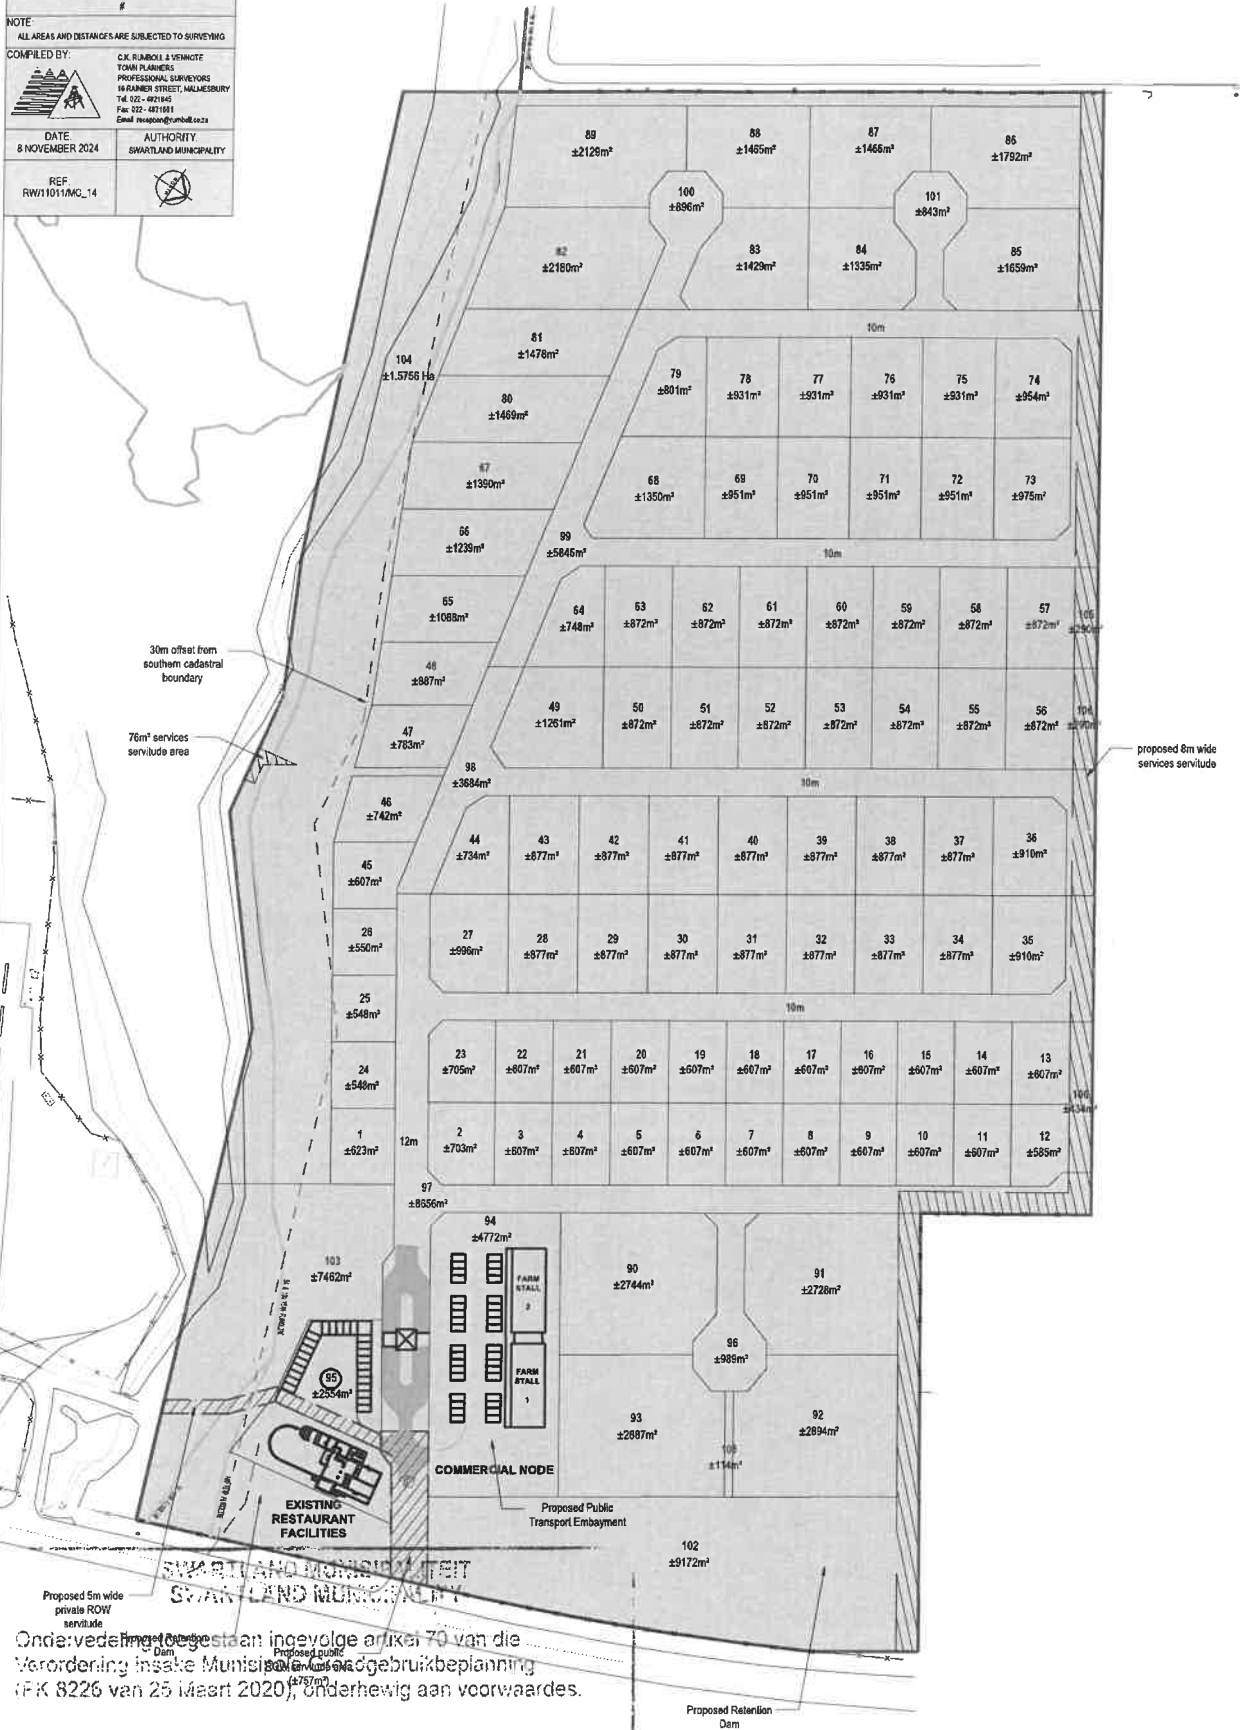 #
NOTE:
ALL AREAS AND DISTANCES ARE SUBJECTED TO SURVEYING
COMPILED BY:
C.K. RUMBOLL & VENNOTE
TOWN PLANNERS
PROFESSIONAL SURVEYORS
16 RAINIER STREET, MALMESBURY
Tel: 022 - 4821845
Fax: 022 - 4871661
DATE:
8 NOVEMBER 2024
AUTHORITY:
SWARTLAND MUNICIPALITY
REF:
RW/11011/MC_14
89
±2129m²
88
±1465m²
87
±1466m²
86
±1792m²
100
±896m²
101
±843m²
82
±2180m²
83
±1429m²
84
±1335m²
85
±1659m²
10m
81
±1478m²
104
±1.5756 Ha
80
±1469m²
79
±801m²
78
±931m²
77
±931m²
76
±931m²
75
±931m²
74
±954m²
67
±1390m²
68
±1350m²
69
±951m²
70
±951m²
71
±951m²
72
±951m²
73
±975m²
66
±1239m²
99
±5845m²
10m
65
±1088m²
64
±748m²
63
±872m²
62
±872m²
61
±872m²
60
±872m²
59
±872m²
58
±872m²
57
±872m²
30m offset from
southern cadastral
boundary
48
±887m²
49
±1261m²
50
±872m²
51
±872m²
52
±872m²
53
±872m²
54
±872m²
55
±872m²
56
±872m²
47
±783m²
76m² services
servitude area
proposed 8m wide
services servitude
98
±3684m²
10m
46
±742m²
44
±734m²
43
±877m²
42
±877m²
41
±877m²
40
±877m²
39
±877m²
38
±877m²
37
±877m²
36
±910m²
45
±607m²
26
±550m²
27
±996m²
28
±877m²
29
±877m²
30
±877m²
31
±877m²
32
±877m²
33
±877m²
34
±877m²
35
±910m²
25
±548m²
10m
24
±548m²
23
±705m²
22
±607m²
21
±607m²
20
±607m²
19
±607m²
18
±607m²
17
±607m²
16
±607m²
15
±607m²
14
±607m²
13
±607m²
1
±623m²
12m
2
±703m²
3
±607m²
4
±607m²
5
±607m²
6
±607m²
7
±607m²
8
±607m²
9
±607m²
10
±607m²
11
±607m²
12
±585m²
97
±8656m²
94
±4772m²
103
±7462m²
FARM
STALL
2
90
±2744m²
91
±2728m²
96
±989m²
95
±2554m²
FARM
STALL
1
93
±2687m²
92
±2894m²
±114m²
COMMERCIAL NODE
EXISTING
RESTAURANT
FACILITIES
Proposed Public
Transport Embayment
102
±9172m²
SWARTLAND MUNISIPALITEIT
SWARTLAND MUNICIPALITY
Proposed 5m wide
private ROW
servitude
Proposed Retention
Dam
Proposed public
(±757m²)
Onderverdeling toegestaan ingevolge artikel 70 van die
Verordening insake Munisipale Grondgebruikbeplanning
(PK 8226 van 25 Maart 2020), onderhewig aan voorwaardes.
Proposed Retention
Dam